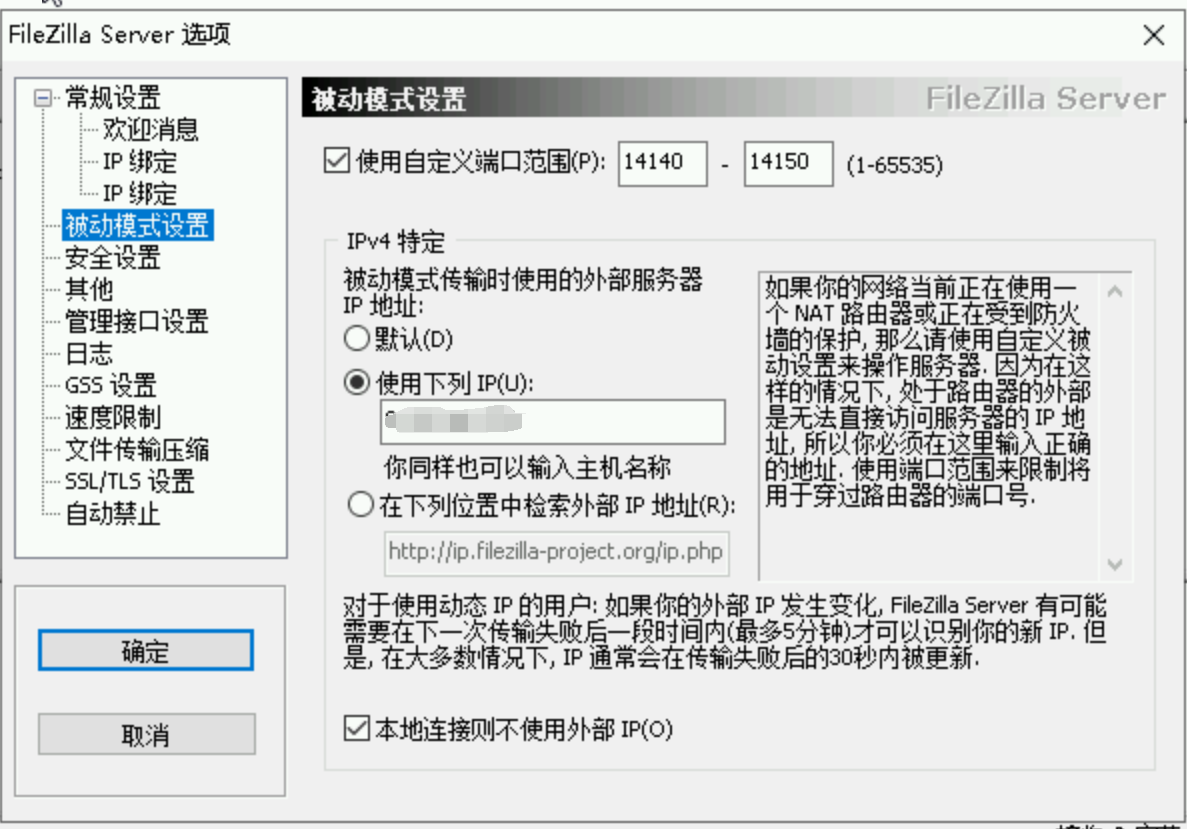 FileZilla Server 选项
常规设置
欢迎消息
IP 绑定
IP 绑定
被动模式设置
安全设置
其他
管理接口设置
日志
GSS 设置
速度限制
文件传输压缩
SSL/TLS 设置
自动禁止
确定
取消
被动模式设置
FileZilla Server
使用自定义端口范围(P): 14140 - 14150 (1-65535)
IPv4 特定
被动模式传输时使用的外部服务器
IP 地址:
默认(D)
使用下列 IP(U):
你同样也可以输入主机名称
在下列位置中检索外部 IP 地址(R):
http://ip.filezilla-project.org/ip.php
如果你的网络当前正在使用一
个 NAT 路由器或正在受到防火
墙的保护, 那么请使用自定义被
动设置来操作服务器. 因为在这
样的情况下, 处于路由器的外部
是无法直接访问服务器的 IP 地
址, 所以你必须在这里输入正确
的地址. 使用端口范围来限制将
用于穿过路由器的端口号.
对于使用动态 IP 的用户: 如果你的外部 IP 发生变化, FileZilla Server 有可能
需要在下一次传输失败后一段时间内(最多5分钟)才可以识别你的新 IP. 但
是, 在大多数情况下, IP 通常会在传输失败后的30秒内被更新.
本地连接则不使用外部 IP(O)